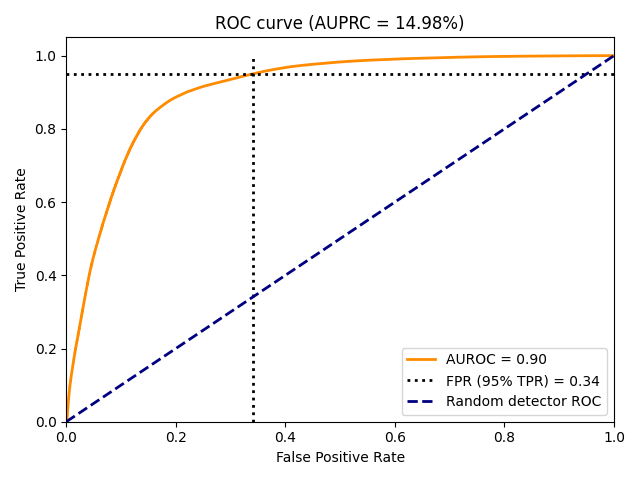 ROC curve (AUPRC = 14.98%)
1.0
0.8
0.6
0.4
0.2
0.0
True Positive Rate
AUROC = 0.90
FPR (95% TPR) = 0.34
Random detector ROC
0.0 0.2 0.4 0.6 0.8 1.0
False Positive Rate